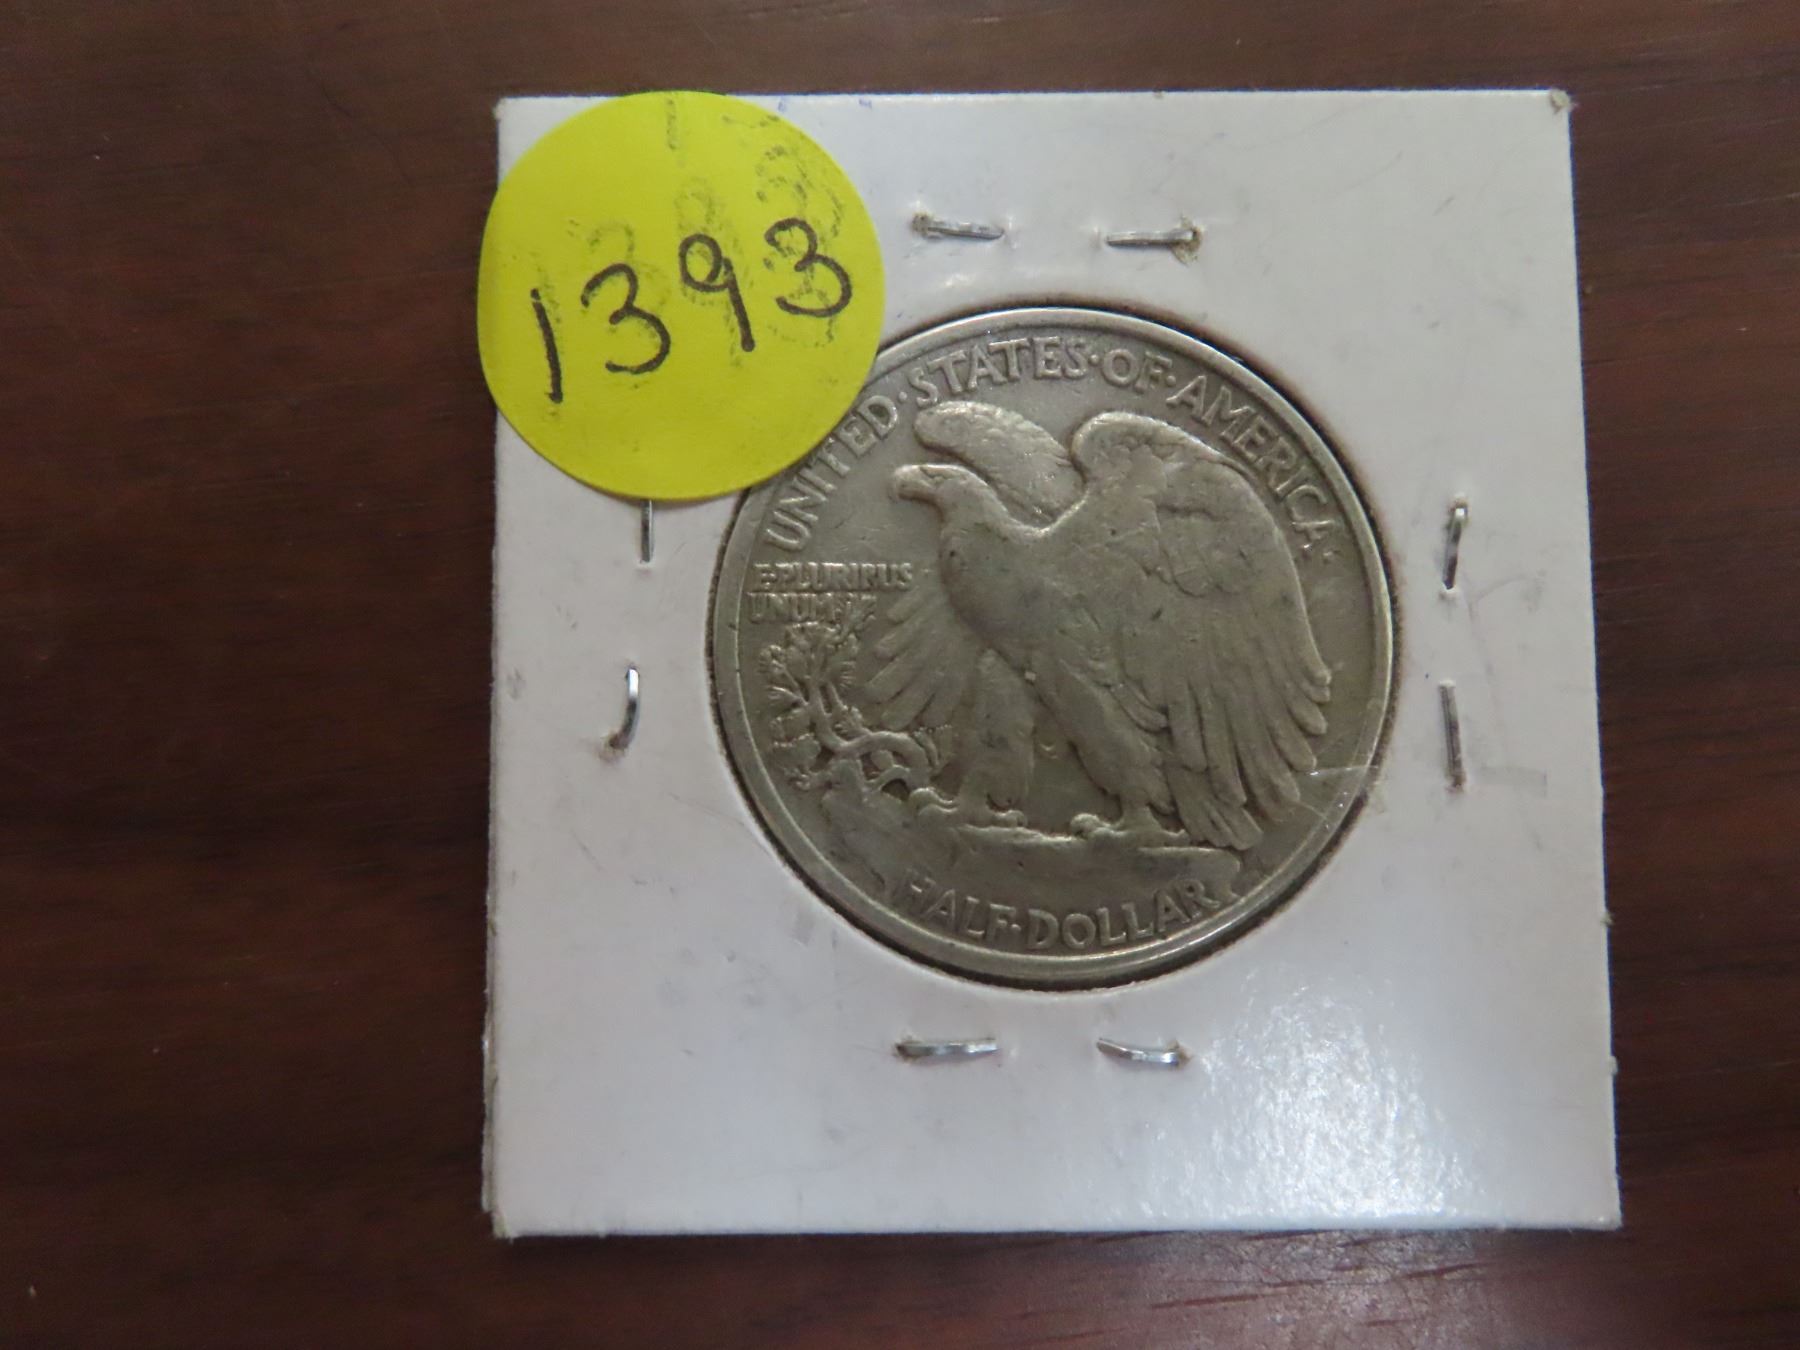 1393
UNITED·STATES·OF·AMERICA·
E·PLURIBUS
UNUM
HALF·DOLLAR